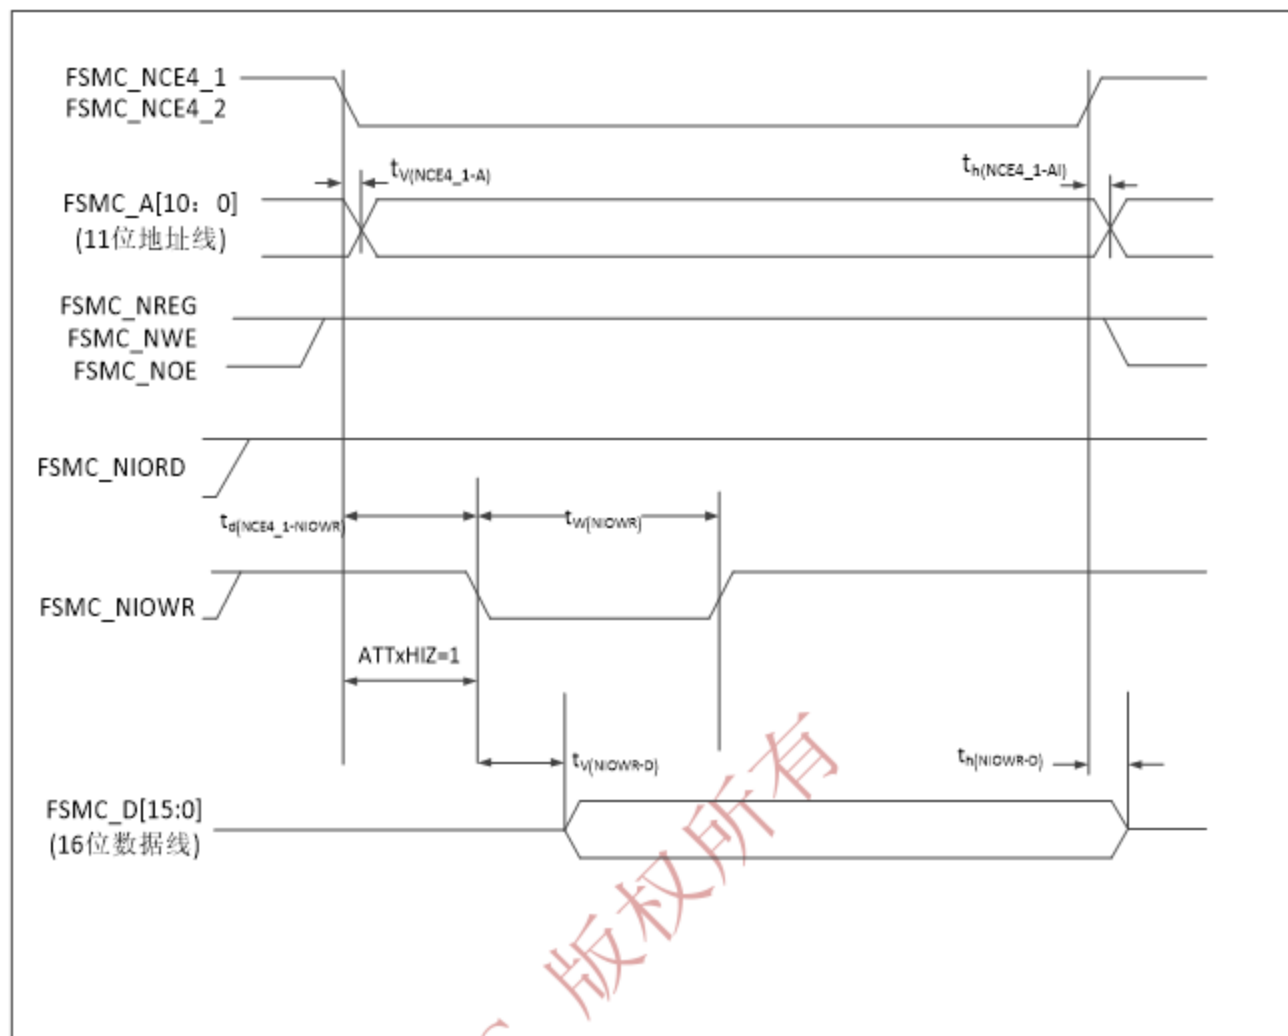 FSMC_NCE4_1
FSMC_NCE4_2
tV(NCE4_1-A)
th(NCE4_1-AI)
FSMC_A[10：0]
(11位地址线)
FSMC_NREG
FSMC_NWE
FSMC_NOE
FSMC_NIORD
td(NCE4_1-NIOWR)
tW(NIOWR)
FSMC_NIOWR
ATTxHIZ=1
tV(NIOWR-D)
th(NIOWR-D)
FSMC_D[15:0]
(16位数据线)
版权所有